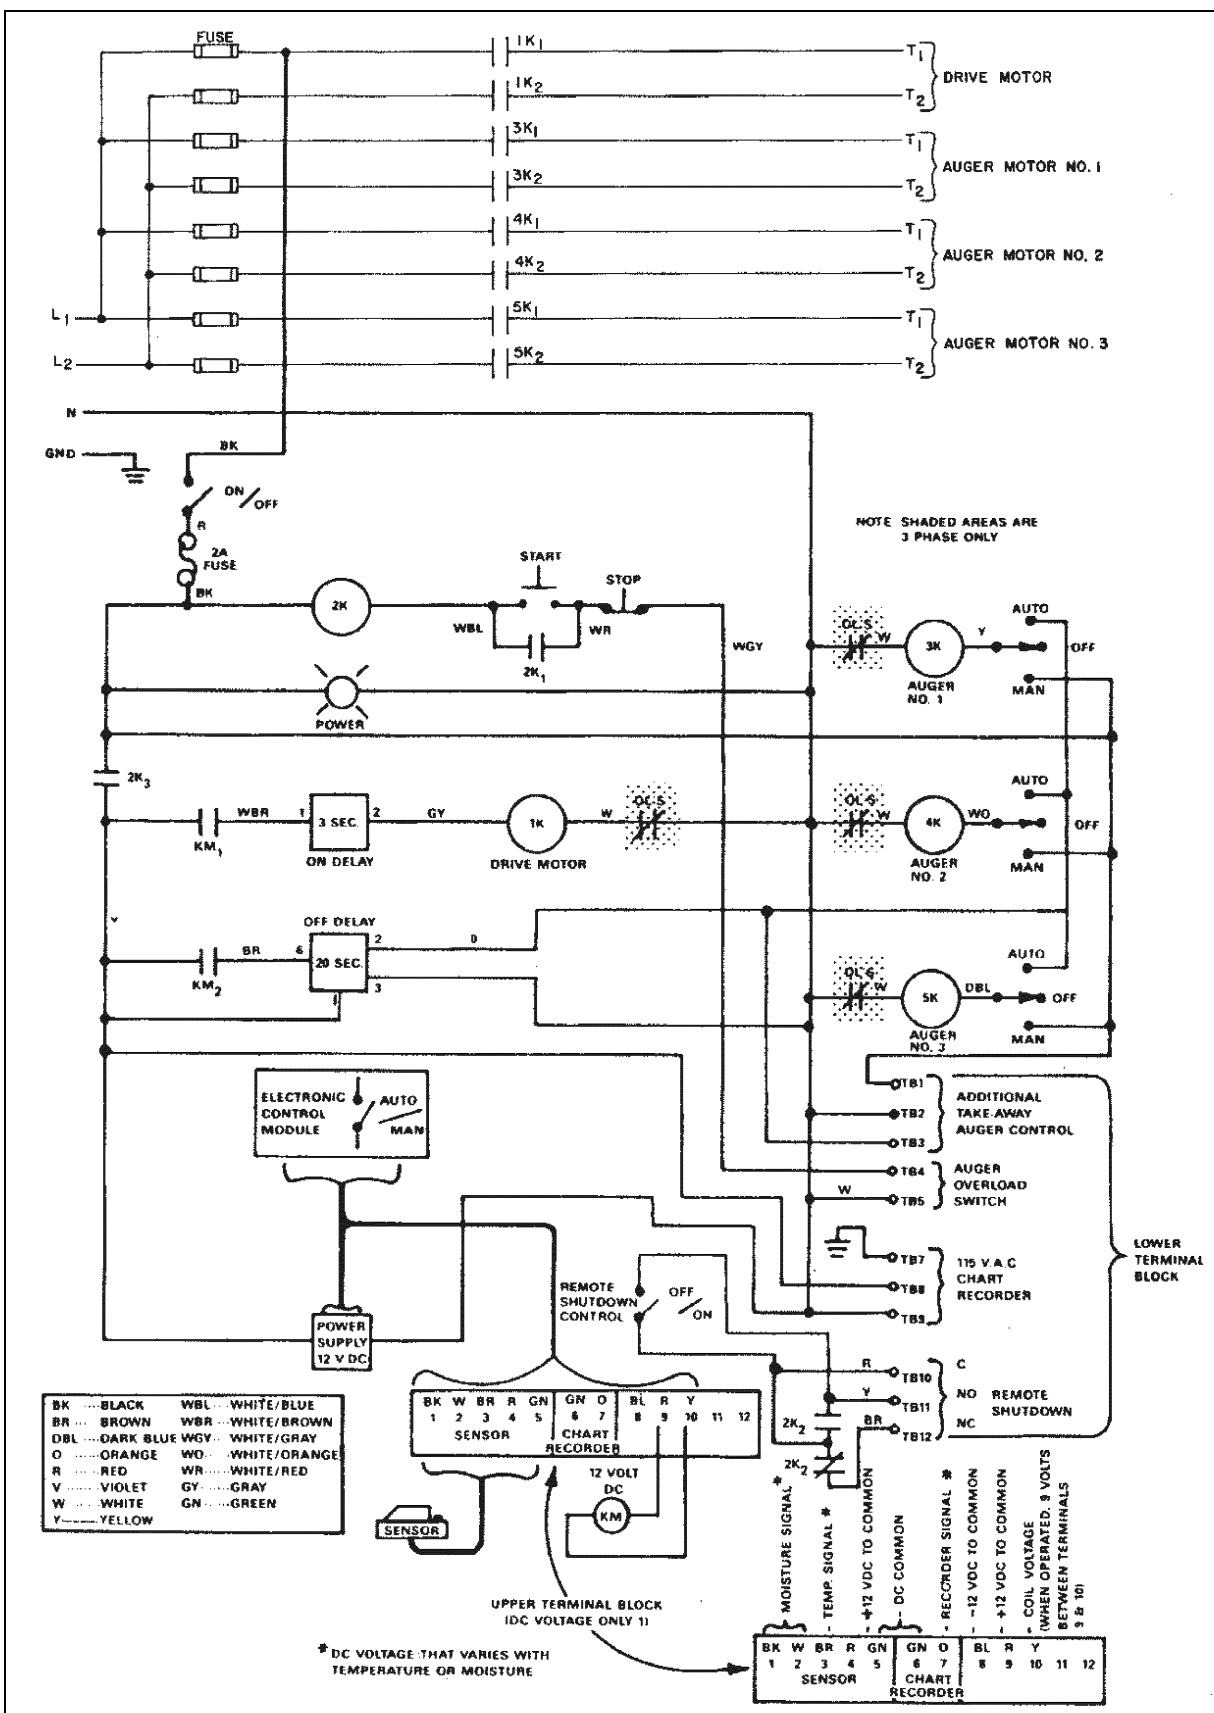 FUSE
1K1
T1
1K2
T2
DRIVE MOTOR
3K1
T1
3K2
T2
AUGER MOTOR NO. 1
4K1
T1
4K2
T2
AUGER MOTOR NO. 2
L1
5K1
T1
L2
5K2
T2
AUGER MOTOR NO. 3
N
GND
BK
ON/OFF
R
2A
FUSE
BK
NOTE SHADED AREAS ARE
3 PHASE ONLY
2K
START
STOP
WBL
WR
2K1
WGY
POWER
OL'S
W
3K
Y
AUGER
NO. 1
AUTO
OFF
MAN
2K3
KM1
WBR
1
3 SEC.
2
ON DELAY
GY
1K
DRIVE MOTOR
W
OL'S
OL'S
W
4K
WO
AUGER
NO. 2
AUTO
OFF
MAN
V
KM2
BR
6
OFF DELAY
20 SEC.
2
3
1
O
OL'S
W
5K
DBL
AUGER
NO. 3
AUTO
OFF
MAN
ELECTRONIC
CONTROL
MODULE
AUTO
MAN
TB1
TB2
TB3
ADDITIONAL
TAKE-AWAY
AUGER CONTROL
TB4
W
TB5
AUGER
OVERLOAD
SWITCH
TB7
TB8
TB9
115 V.A.C
CHART
RECORDER
LOWER
TERMINAL
BLOCK
REMOTE
SHUTDOWN
CONTROL
OFF/ON
POWER
SUPPLY
12 V DC
R
TB10
C
Y
TB11
NO
BR
TB12
NC
REMOTE
SHUTDOWN
2K2
2K2
BK ....BLACK WBL ....WHITE/BLUE
BR ... BROWN WBR ...WHITE/BROWN
DBL ....DARK BLUE WGY ... WHITE/GRAY
O ....ORANGE WO ....WHITE/ORANGE
R ....RED WR ....WHITE/RED
V ....VIOLET GY ....GRAY
W ....WHITE GN ....GREEN
Y ....YELLOW
BK W BR R GN GN O BL R Y
1 2 3 4 5 6 7 8 9 10 11 12
SENSOR
CHART
RECORDER
12 VOLT
DC
KM
SENSOR
UPPER TERMINAL BLOCK
(DC VOLTAGE ONLY 1)
* DC VOLTAGE THAT VARIES WITH
TEMPERATURE OR MOISTURE
MOISTURE SIGNAL *
TEMP. SIGNAL *
+12 VDC TO COMMON
DC COMMON
RECORDER SIGNAL *
-12 VDC TO COMMON
+12 VDC TO COMMON
COIL VOLTAGE
(WHEN OPERATED, 9 VOLTS
BETWEEN TERMINALS
9 & 10)
BK W BR R GN GN O BL R Y
1 2 3 4 5 6 7 8 9 10 11 12
SENSOR
CHART
RECORDER